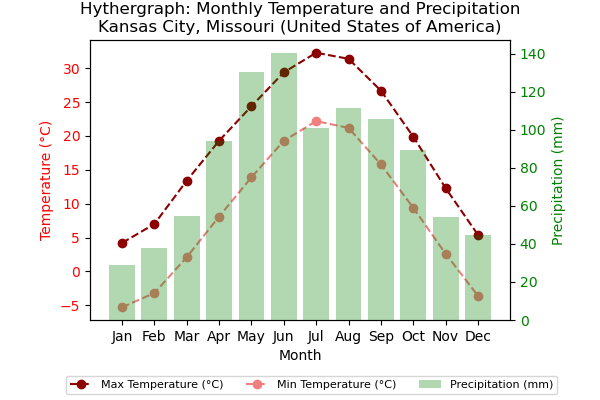 Hythergraph: Monthly Temperature and Precipitation
Kansas City, Missouri (United States of America)
30
25
20
15
10
5
0
−5
Temperature (°C)
140
120
100
80
60
40
20
0
Precipitation (mm)
Jan Feb Mar Apr May Jun Jul Aug Sep Oct Nov Dec
Month
Max Temperature (°C) Min Temperature (°C) Precipitation (mm)